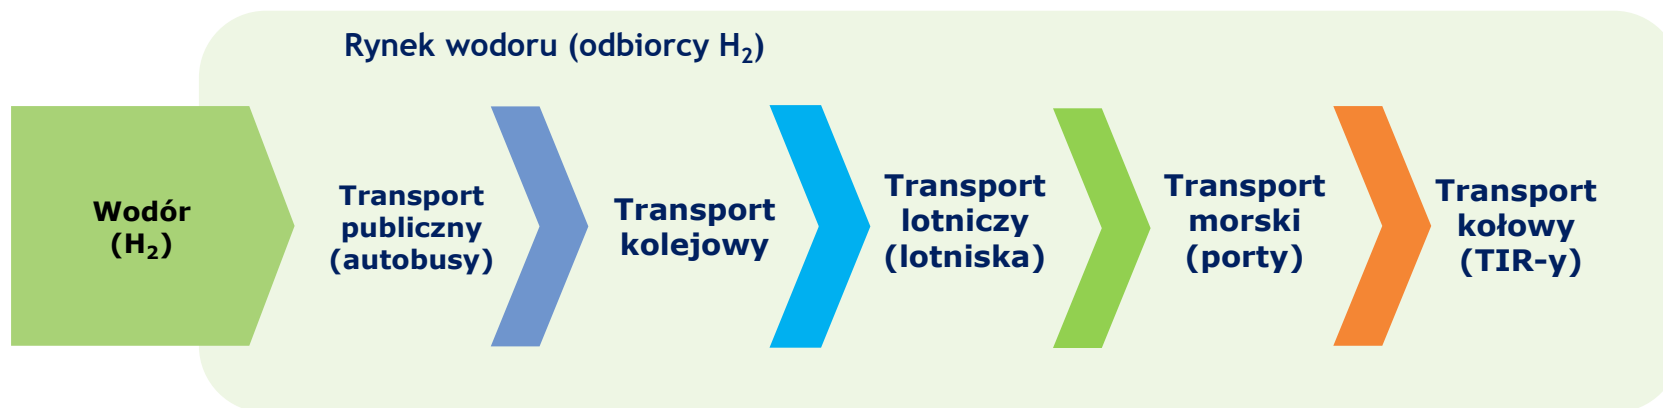 Rynek wodoru (odbiorcy H₂)
Wodór
(H₂)
Transport
publiczny
(autobusy)
Transport
kolejowy
Transport
lotniczy
(lotniska)
Transport
morski
(porty)
Transport
kołowy
(TIR-y)